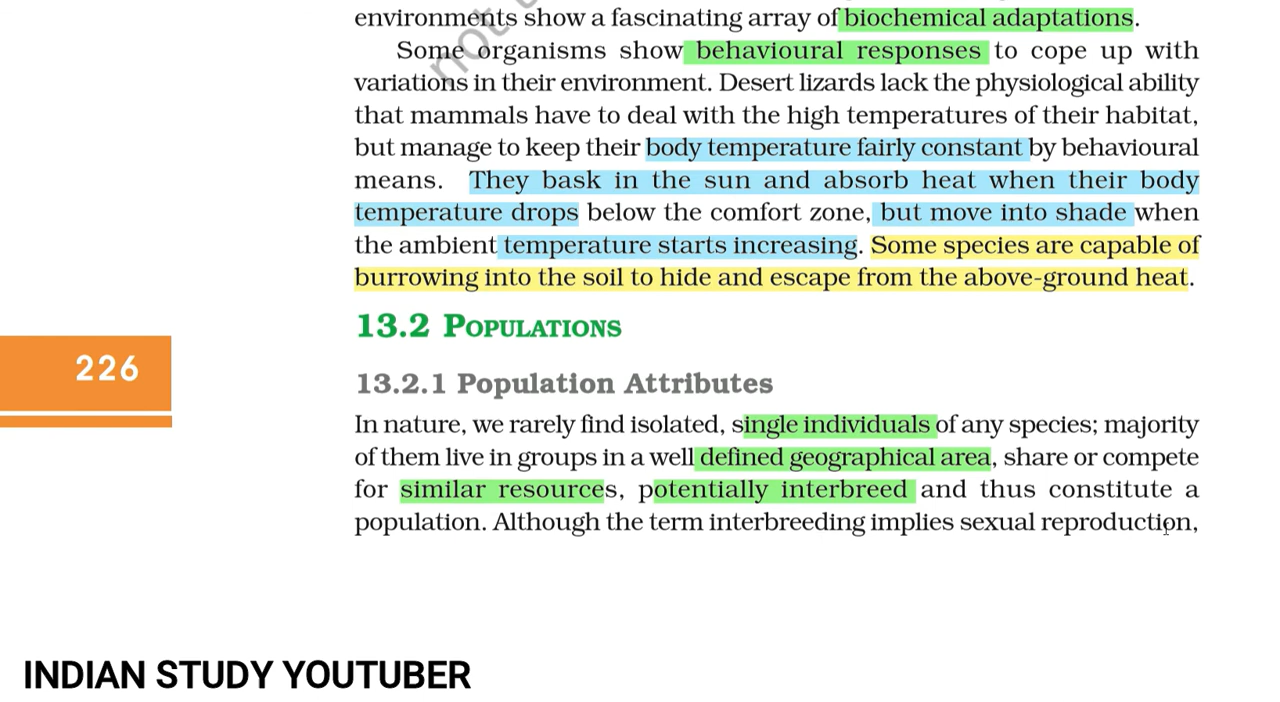 environments show a fascinating array of biochemical adaptations.
Some organisms show behavioural responses to cope up with
variations in their environment. Desert lizards lack the physiological ability
that mammals have to deal with the high temperatures of their habitat,
but manage to keep their body temperature fairly constant by behavioural
means. They bask in the sun and absorb heat when their body
temperature drops below the comfort zone, but move into shade when
the ambient temperature starts increasing. Some species are capable of
burrowing into the soil to hide and escape from the above-ground heat.
13.2 POPULATIONS
226
13.2.1 Population Attributes
In nature, we rarely find isolated, single individuals of any species; majority
of them live in groups in a well defined geographical area, share or compete
for similar resources, potentially interbreed and thus constitute a
population. Although the term interbreeding implies sexual reproduction,
not
INDIAN STUDY YOUTUBER